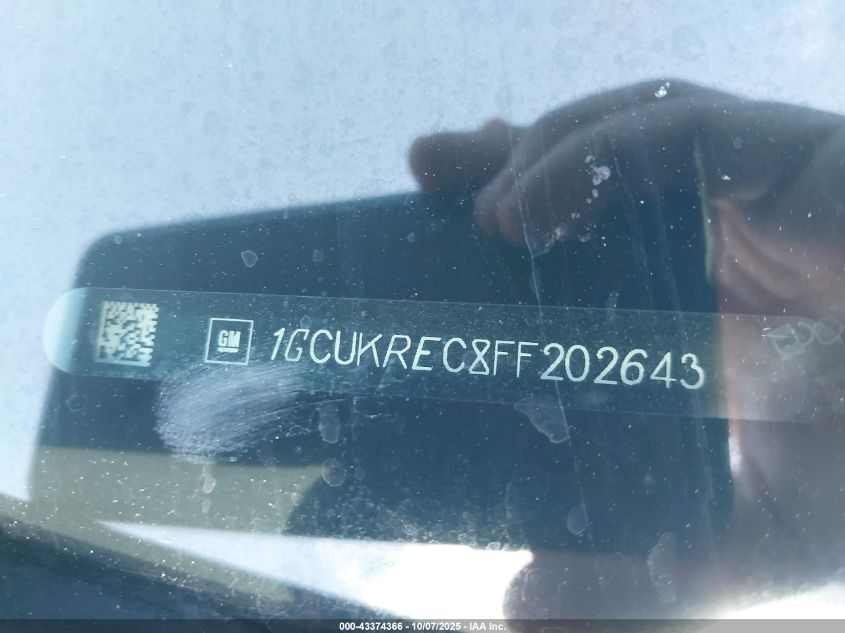 GM 1GCUKREC8FF202643
000-43374366 - 10/07/2025 - IAA Inc.